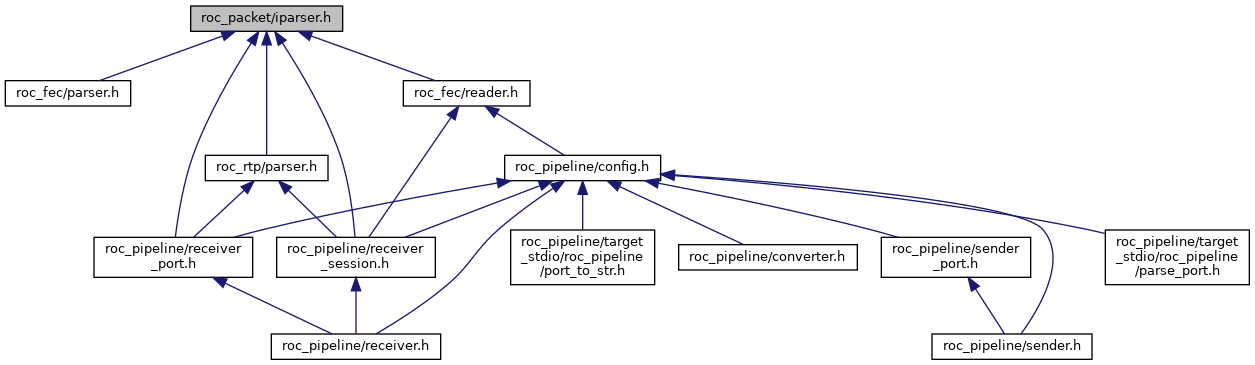 roc_packet/iparser.h
roc_fec/parser.h
roc_fec/reader.h
roc_rtp/parser.h
roc_pipeline/config.h
roc_pipeline/receiver
_port.h
roc_pipeline/receiver
_session.h
roc_pipeline/target
_stdio/roc_pipeline
/port_to_str.h
roc_pipeline/converter.h
roc_pipeline/sender
_port.h
roc_pipeline/target
_stdio/roc_pipeline
/parse_port.h
roc_pipeline/receiver.h
roc_pipeline/sender.h